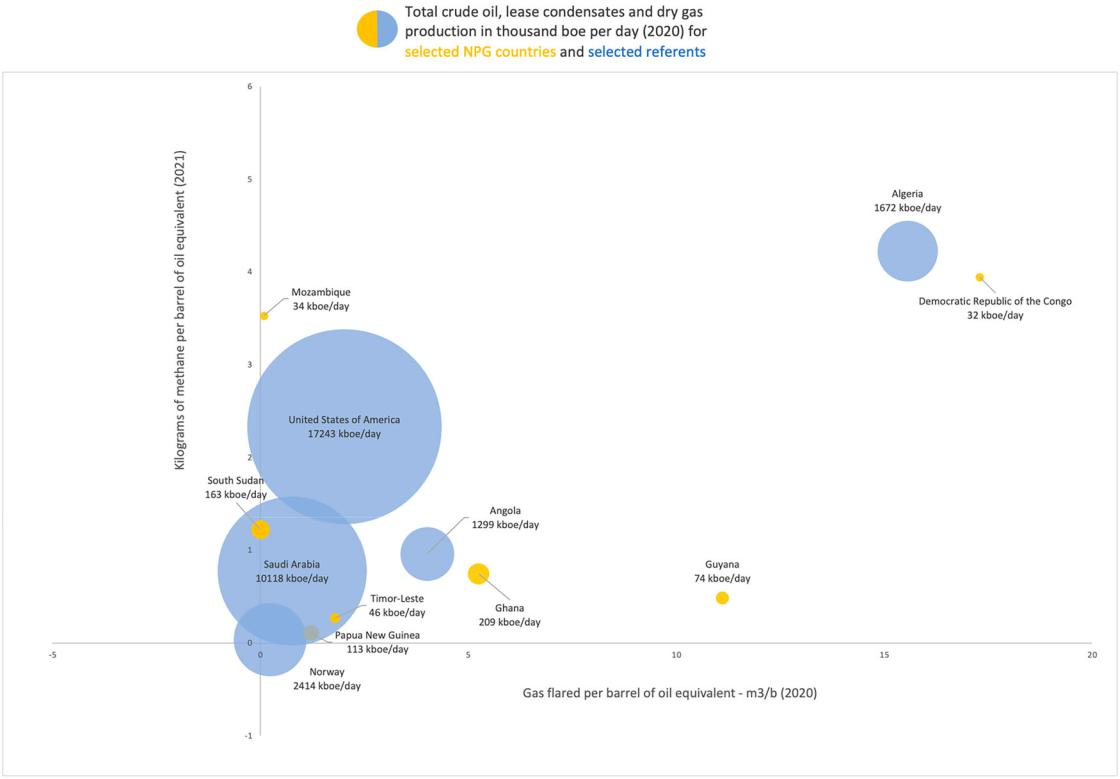 Total crude oil, lease condensates and dry gas
production in thousand boe per day (2020) for
selected NPG countries and selected referents
6
5
4
3
2
1
0
-1
Kilograms of methane per barrel of oil equivalent (2021)
Algeria
1672 kboe/day
Democratic Republic of the Congo
32 kboe/day
Mozambique
34 kboe/day
United States of America
17243 kboe/day
South Sudan
163 kboe/day
Angola
1299 kboe/day
Saudi Arabia
10118 kboe/day
Guyana
74 kboe/day
Timor-Leste
46 kboe/day
Ghana
209 kboe/day
Papua New Guinea
113 kboe/day
Norway
2414 kboe/day
-5
0
5
10
15
20
Gas flared per barrel of oil equivalent - m3/b (2020)